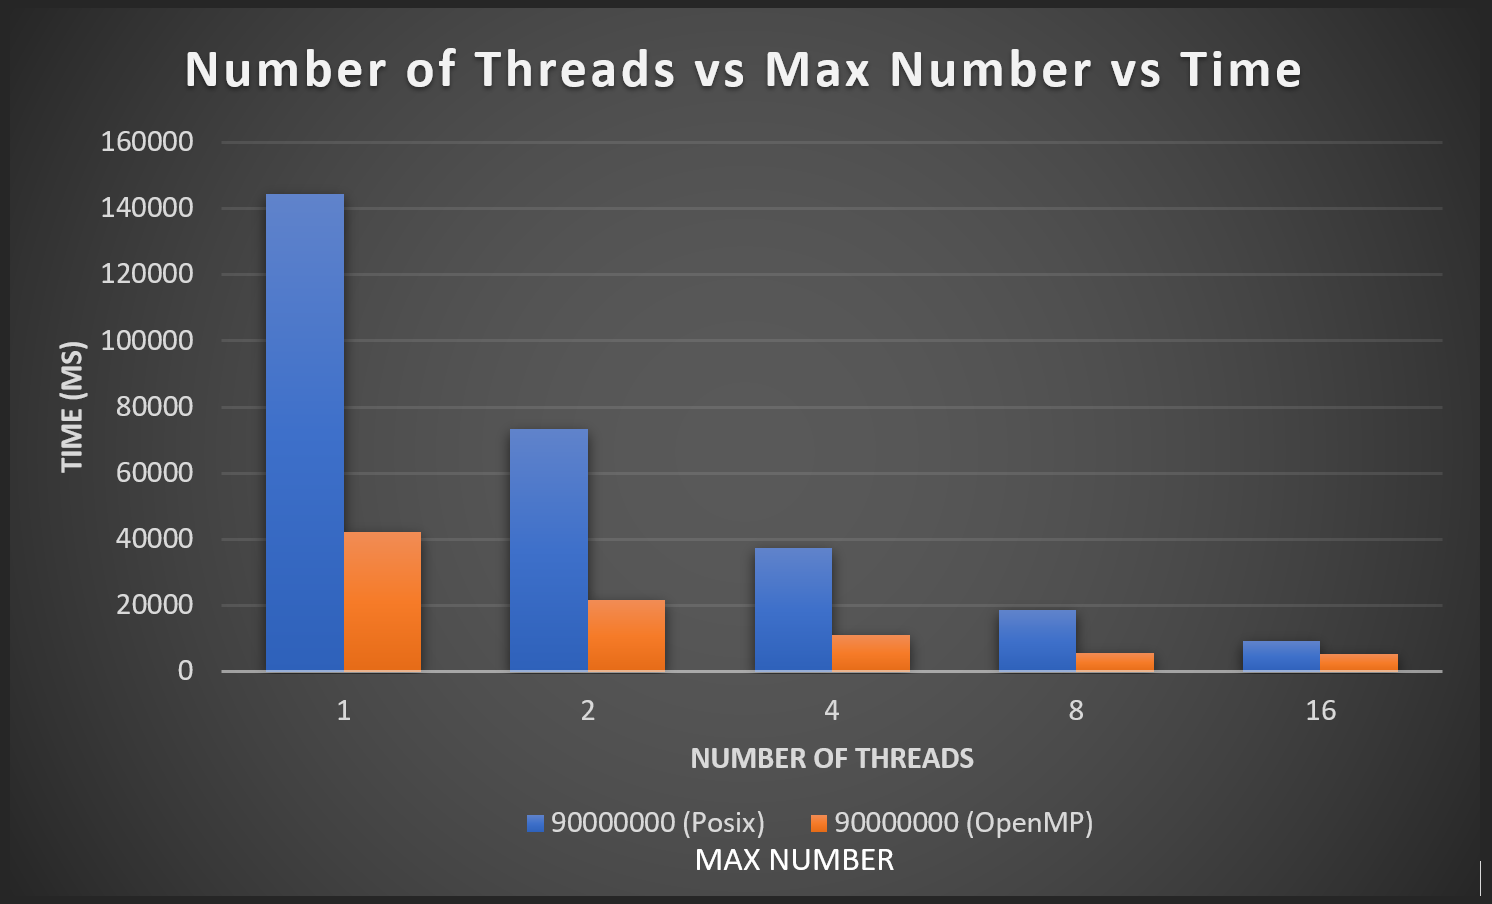 Number of Threads vs Max Number vs Time
160000
140000
120000
100000
80000
60000
40000
20000
0
TIME (MS)
1 2 4 8 16
NUMBER OF THREADS
90000000 (Posix) 90000000 (OpenMP)
MAX NUMBER